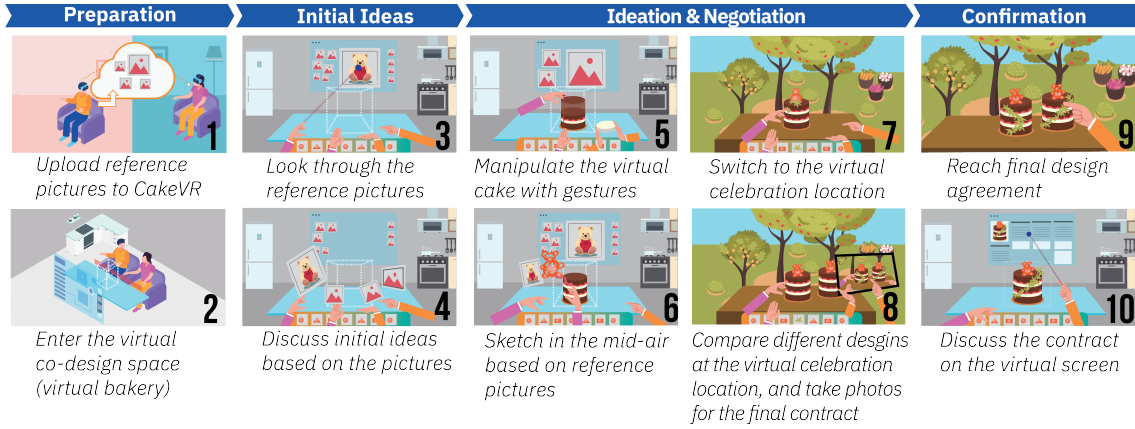 Preparation
Initial Ideas
Ideation & Negotiation
Confirmation
1
Upload reference
pictures to CakeVR
2
Enter the virtual
co-design space
(virtual bakery)
3
Look through the
reference pictures
4
Discuss initial ideas
based on the pictures
5
Manipulate the virtual
cake with gestures
6
Sketch in the mid-air
based on reference
pictures
7
Switch to the virtual
celebration location
8
Compare different desgins
at the virtual celebration
location, and take photos
for the final contract
9
Reach final design
agreement
10
Discuss the contract
on the virtual screen